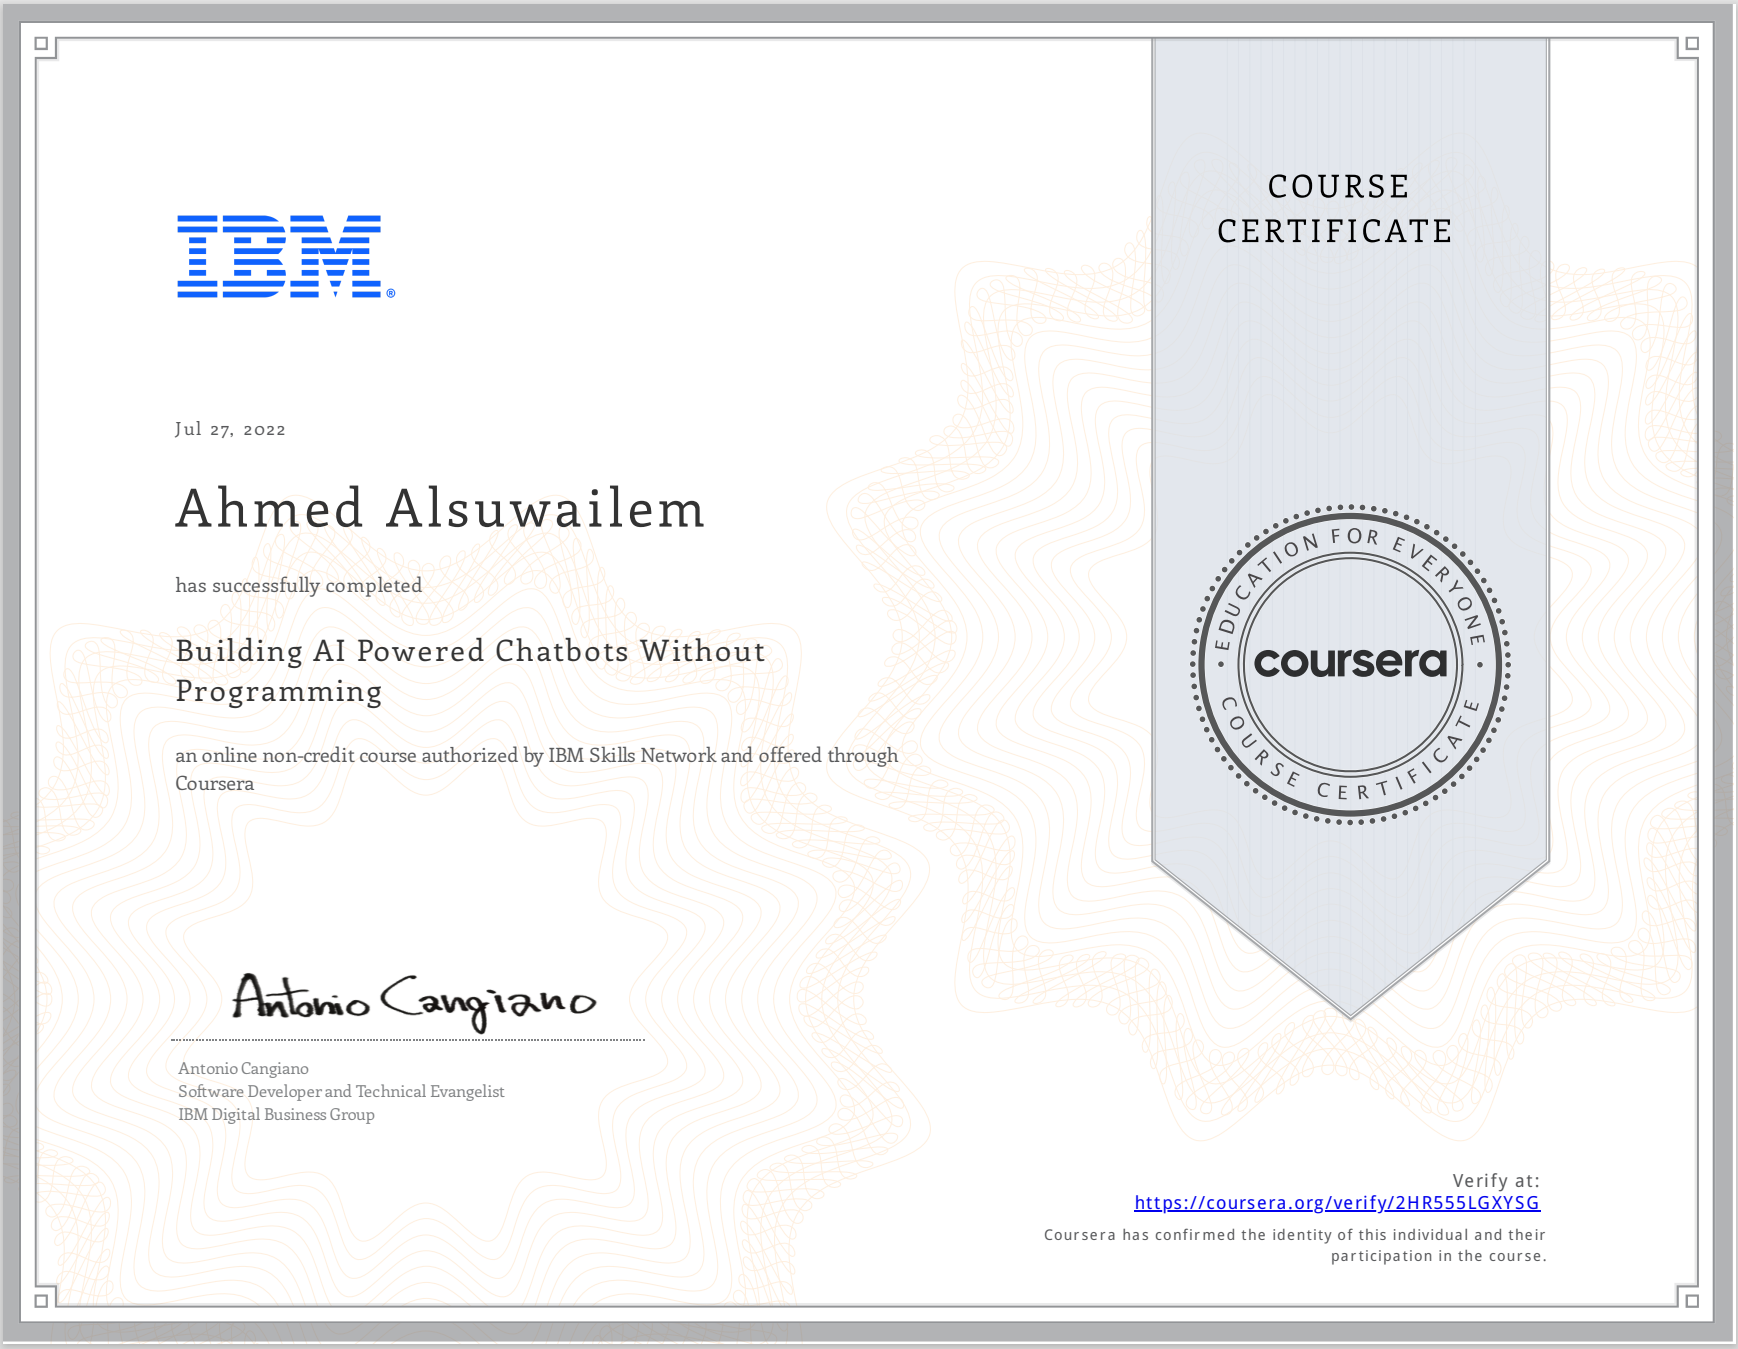 IBM®
COURSE
CERTIFICATE
Jul 27, 2022
Ahmed Alsuwailem
has successfully completed
Building AI Powered Chatbots Without
Programming
an online non-credit course authorized by IBM Skills Network and offered through
Coursera
EDUCATION FOR EVERYONE
coursera
COURSE CERTIFICATE
Antonio Cangiano
Antonio Cangiano
Software Developer and Technical Evangelist
IBM Digital Business Group
Verify at:
https://coursera.org/verify/2HR555LGXYSG
Coursera has confirmed the identity of this individual and their
participation in the course.